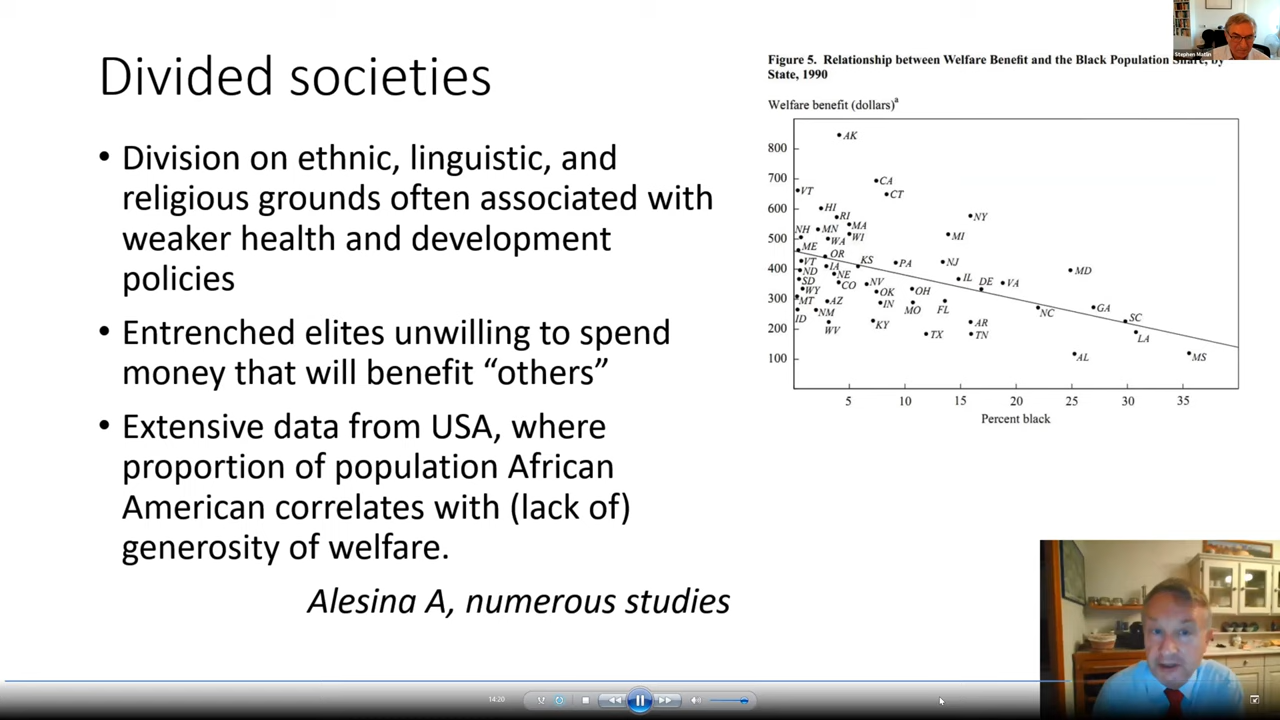 Divided societies
• Division on ethnic, linguistic, and
religious grounds often associated with
weaker health and development
policies
• Entrenched elites unwilling to spend
money that will benefit “others”
• Extensive data from USA, where
proportion of population African
American correlates with (lack of)
generosity of welfare.
Alesina A, numerous studies
Stephen Matlin
Figure 5. Relationship between Welfare Benefit and the Black Population Share, by
State, 1990
Welfare benefit (dollars)a
800
700
600
500
400
300
200
100
AK
CA
CT
VT
HI
RI
NY
NH
MN
MA
WA
WI
MI
ME
OR
VT
IA
KS
PA
NJ
MD
ND
NE
SD
CO
NV
IL
DE
VA
WY
OK
OH
MT
AZ
IN
MO
FL
GA
ID
NM
NC
WV
KY
TX
AR
TN
SC
LA
AL
MS
5 10 15 20 25 30 35
Percent black
14:20